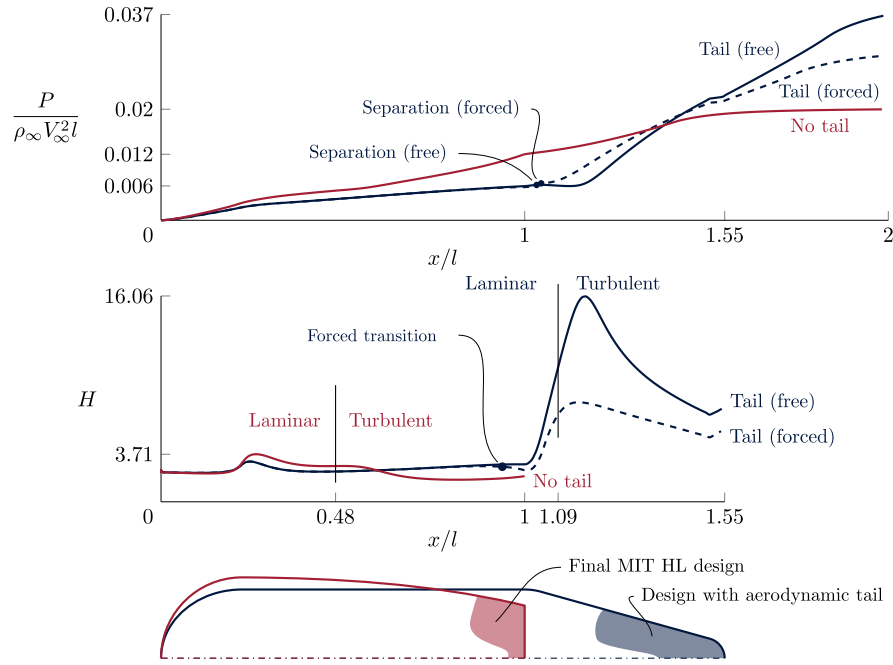 0.037
Tail (free)
P
ρ∞V²∞l
0.02
Separation (forced)
Tail (forced)
No tail
0.012
Separation (free)
0.006
0
1
1.55
2
x/l
Laminar
Turbulent
16.06
Forced transition
H
Laminar
Turbulent
Tail (free)
Tail (forced)
3.71
No tail
0
0.48
1
1.09
1.55
x/l
Final MIT HL design
Design with aerodynamic tail